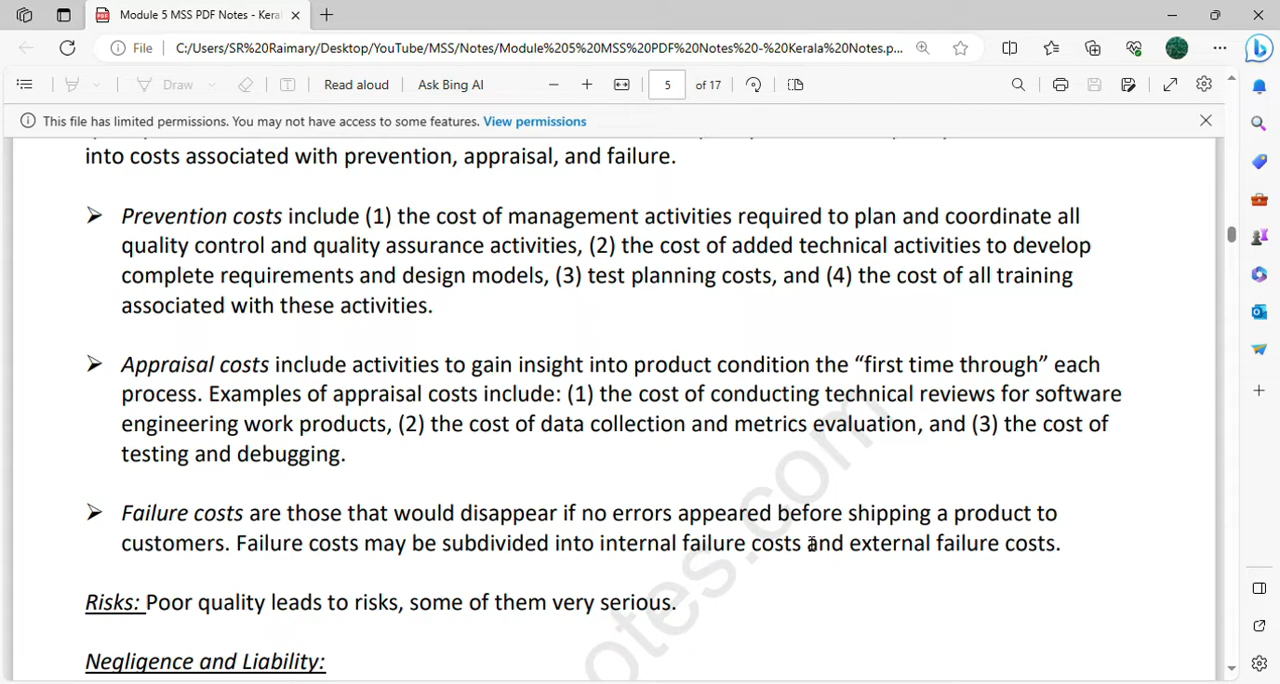 Module 5 MSS PDF Notes - Keral
File C:/Users/SR%20Raimary/Desktop/YouTube/MSS/Notes/Module%205%20MSS%20PDF%20Notes%20-%20Kerala%20Notes.p...
Draw Read aloud Ask Bing AI 5 of 17
This file has limited permissions. You may not have access to some features. View permissions
into costs associated with prevention, appraisal, and failure.
Prevention costs include (1) the cost of management activities required to plan and coordinate all
quality control and quality assurance activities, (2) the cost of added technical activities to develop
complete requirements and design models, (3) test planning costs, and (4) the cost of all training
associated with these activities.
Appraisal costs include activities to gain insight into product condition the “first time through” each
process. Examples of appraisal costs include: (1) the cost of conducting technical reviews for software
engineering work products, (2) the cost of data collection and metrics evaluation, and (3) the cost of
testing and debugging.
Failure costs are those that would disappear if no errors appeared before shipping a product to
customers. Failure costs may be subdivided into internal failure costs and external failure costs.
Risks: Poor quality leads to risks, some of them very serious.
Negligence and Liability:
notes.com